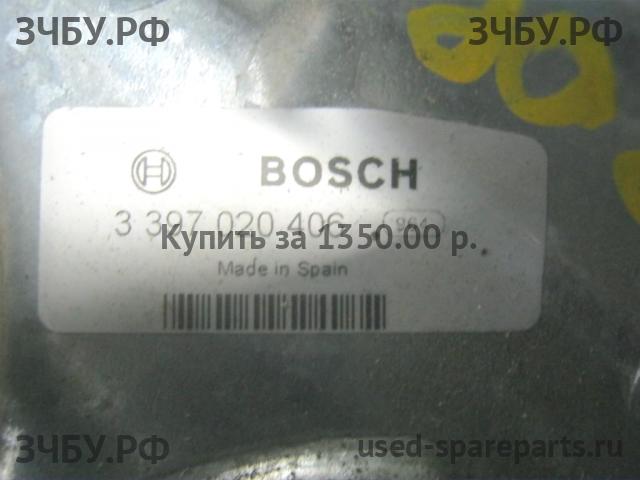 ЗЧБУ.РФ ЗЧБУ.РФ
BOSCH
3 397 020 406 964
Купить за 1350.00 р.
Made in Spain
ЗЧБУ.РФ used-spareparts.ru